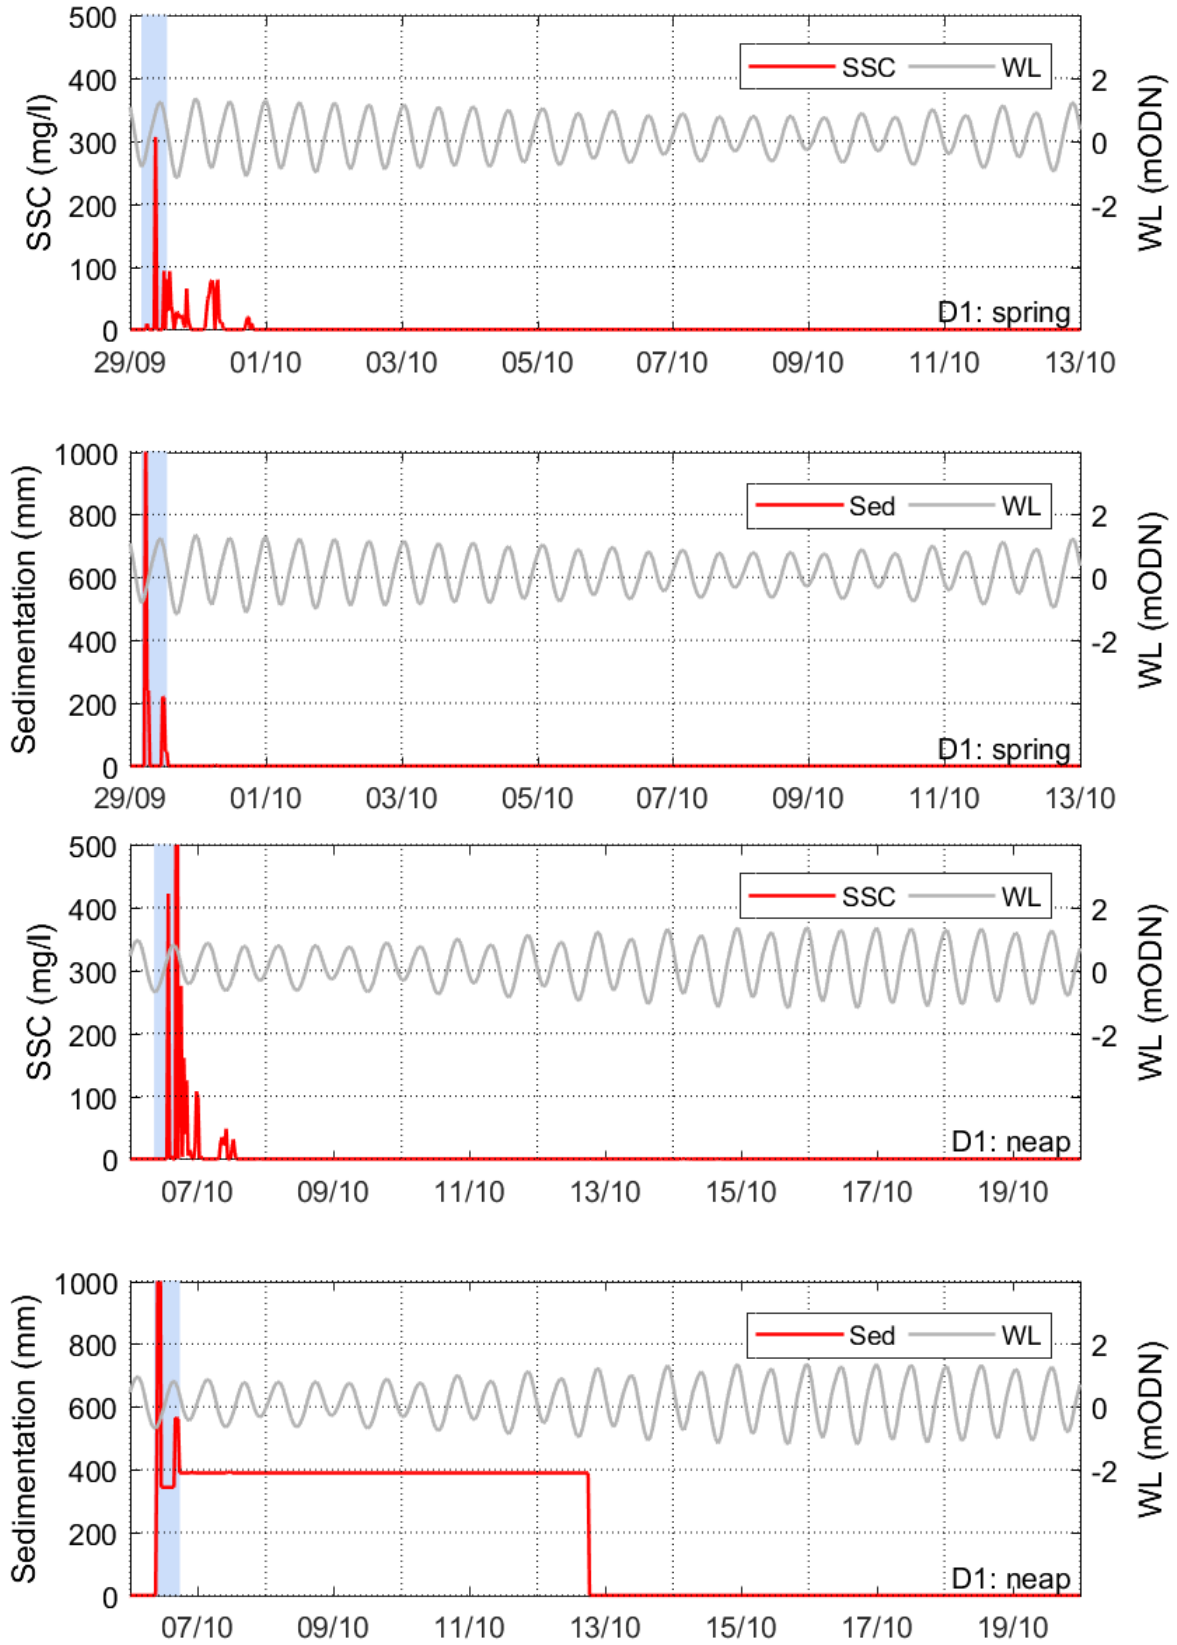 500
400
300
200
100
0
SSC (mg/l)
SSC WL
2
0
-2
WL (mODN)
D1: spring
29/09 01/10 03/10 05/10 07/10 09/10 11/10 13/10
1000
800
600
400
200
0
Sedimentation (mm)
Sed WL
2
0
-2
WL (mODN)
D1: spring
29/09 01/10 03/10 05/10 07/10 09/10 11/10 13/10
500
400
300
200
100
0
SSC (mg/l)
SSC WL
2
0
-2
WL (mODN)
D1: neap
07/10 09/10 11/10 13/10 15/10 17/10 19/10
1000
800
600
400
200
0
Sedimentation (mm)
Sed WL
2
0
-2
WL (mODN)
D1: neap
07/10 09/10 11/10 13/10 15/10 17/10 19/10